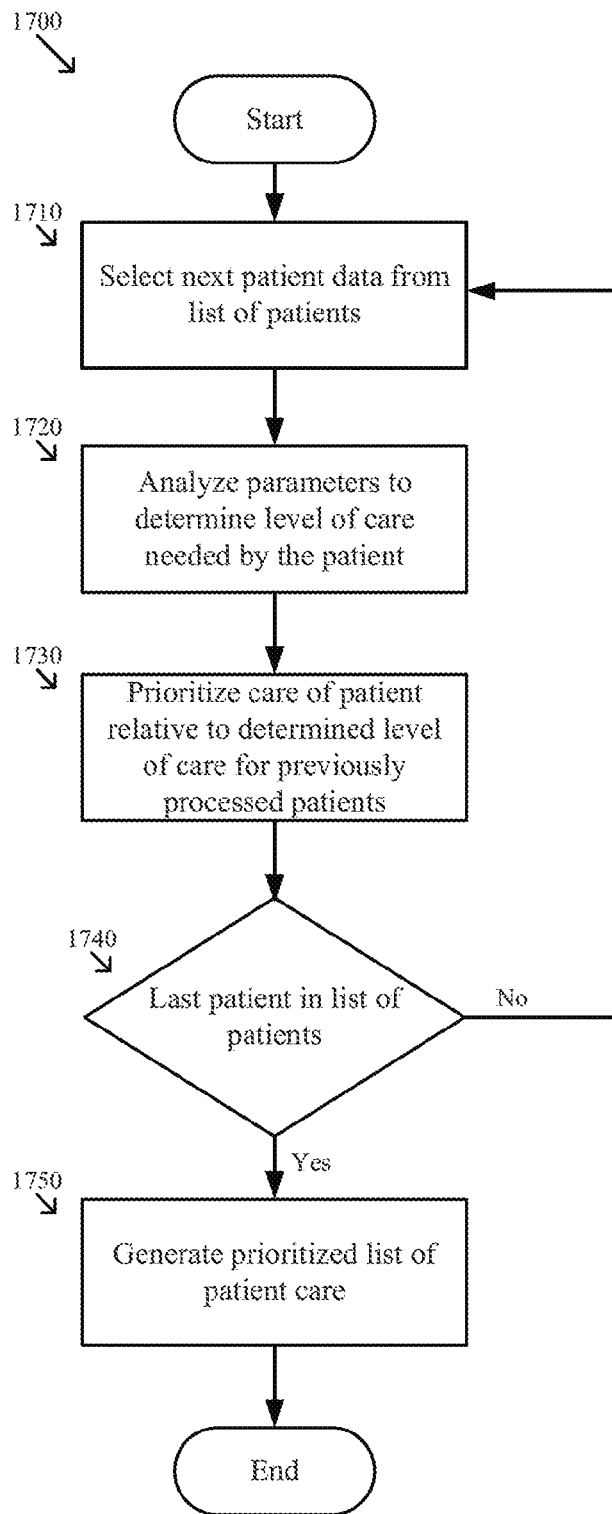 1700
Start
1710
Select next patient data from
list of patients
1720
Analyze parameters to
determine level of care
needed by the patient
1730
Prioritize care of patient
relative to determined level
of care for previously
processed patients
1740
Last patient in list of
patients
No
Yes
1750
Generate prioritized list of
patient care
End